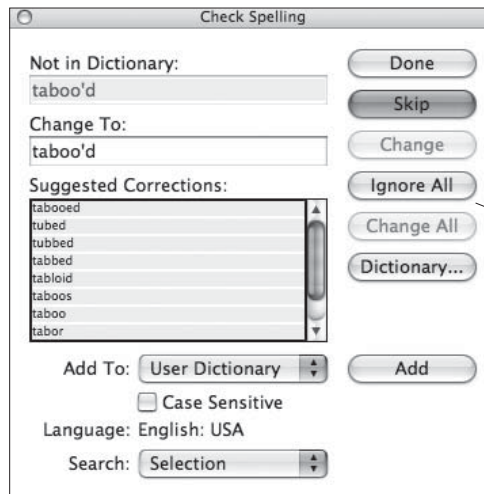 Check Spelling
Not in Dictionary:
taboo'd
Change To:
taboo'd
Suggested Corrections:
tabooed
tubed
tubbed
tabbed
tabloid
taboos
taboo
tabor
Done
Skip
Change
Ignore All
Change All
Dictionary...
Add To: User Dictionary Add
Case Sensitive
Language: English: USA
Search: Selection